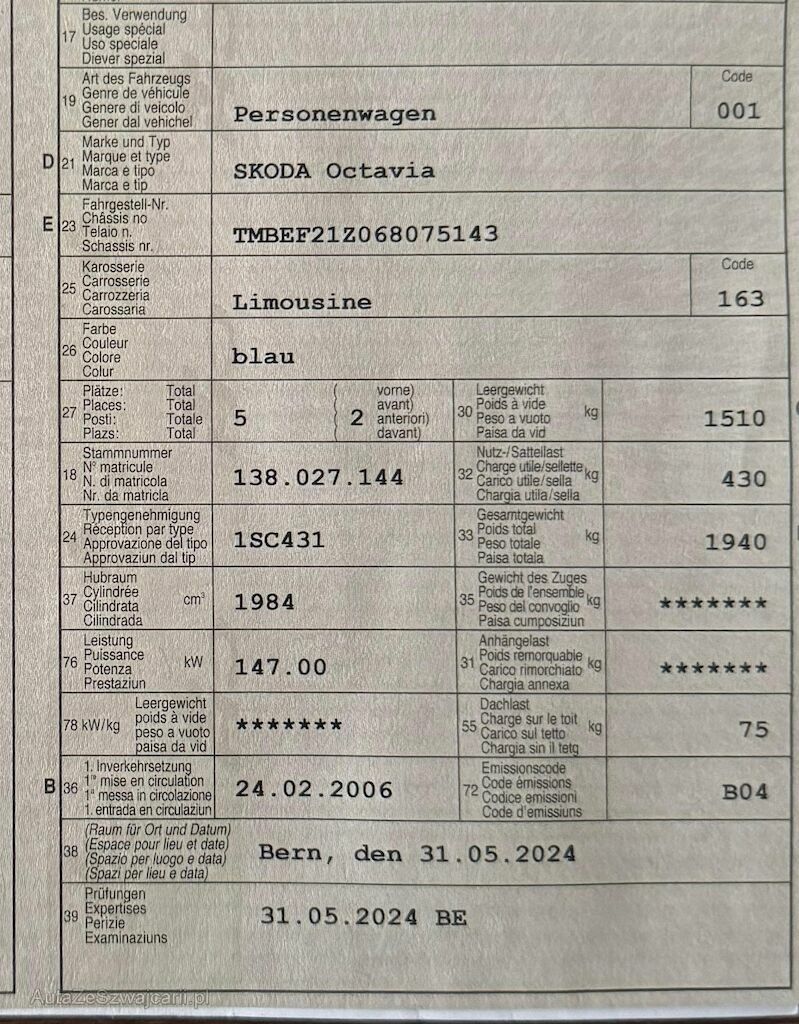 17 Bes. Verwendung
Usage spécial
Uso speciale
Diever spezial
19 Art des Fahrzeugs
Genre de véhicule
Genere di veicolo
Gener dal vehichel
Personenwagen
Code
001
D 21 Marke und Typ
Marque et type
Marca e tipo
Marca e tip
SKODA Octavia
E 23 Fahrgestell-Nr.
Châssis no
Telaio n.
Schassis nr.
TMBEF21Z068075143
25 Karosserie
Carrosserie
Carrozzeria
Carossaria
Limousine
Code
163
26 Farbe
Couleur
Colore
Colur
blau
27 Plätze: Total
Places: Total
Posti: Totale
Plazs: Total
5
( vorne)
( avant)
( 2 anteriori)
( davant)
30 Leergewicht
Poids à vide
Peso a vuoto
Paisa da vid
kg
1510
18 Stammnummer
N° matricule
N. di matricola
Nr. da matricla
138.027.144
32 Nutz-/Sattellast
Charge utile/sellette
Carico utile/sella
Chargia utila/sella
kg
430
24 Typengenehmigung
Réception par type
Approvazione del tipo
Approvaziun dal tip
1SC431
33 Gesamtgewicht
Poids total
Peso totale
Paisa totala
kg
1940
37 Hubraum
Cylindrée
Cilindrata
Cilindrada
cm³
1984
35 Gewicht des Zuges
Poids de l'ensemble
Peso del convoglio
Paisa cumposiziun
kg
*******
76 Leistung
Puissance
Potenza
Prestaziun
kW
147.00
31 Anhängelast
Poids remorquable
Carico rimorchiato
Chargia annexa
kg
*******
78 kW/kg
Leergewicht
poids à vide
peso a vuoto
paisa da vid
*******
55 Dachlast
Charge sur le toit
Carico sul tetto
Chargia sin il tetg
kg
75
B 36 1. Inverkehrsetzung
1re mise en circulation
1a messa in circolazione
1. entrada en circulaziun
24.02.2006
72 Emissionscode
Code émissions
Codice emissioni
Code d'emissiuns
B04
38 (Raum für Ort und Datum)
(Espace pour lieu et date)
(Spazio per luogo e data)
(Spazi per lieu e data)
Bern, den 31.05.2024
39 Prüfungen
Expertises
Perizie
Examinaziuns
31.05.2024 BE
AutaZeSzwajcarii.pl